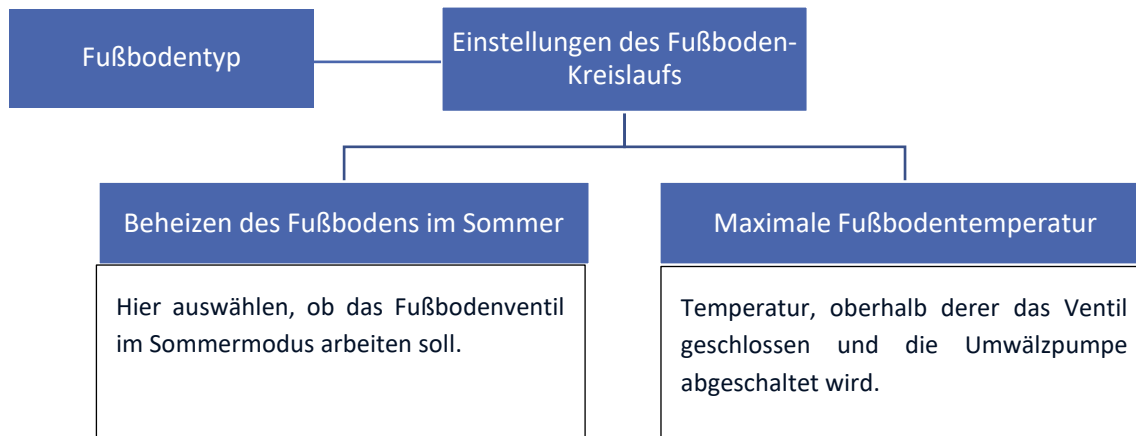 Fußbodentyp
Einstellungen des Fußboden-
Kreislaufs
Beheizen des Fußbodens im Sommer
Maximale Fußbodentemperatur
Hier auswählen, ob das Fußbodenventil
im Sommermodus arbeiten soll.
Temperatur, oberhalb derer das Ventil
geschlossen und die Umwälzpumpe
abgeschaltet wird.